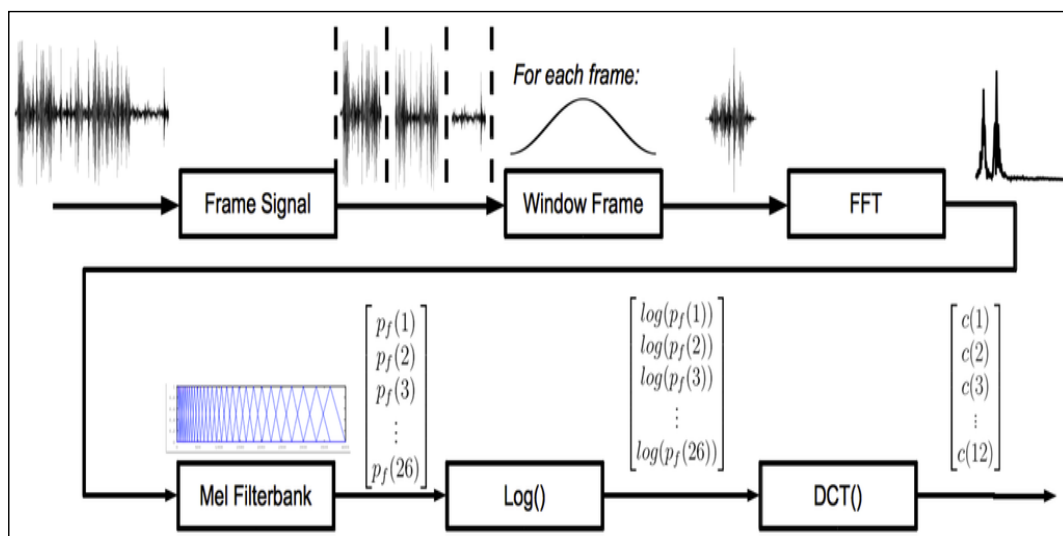 For each frame:
Frame Signal
Window Frame
FFT
p_f(1)
p_f(2)
p_f(3)
⋮
p_f(26)
log(p_f(1))
log(p_f(2))
log(p_f(3))
⋮
log(p_f(26))
c(1)
c(2)
c(3)
⋮
c(12)
Mel Filterbank
Log()
DCT()